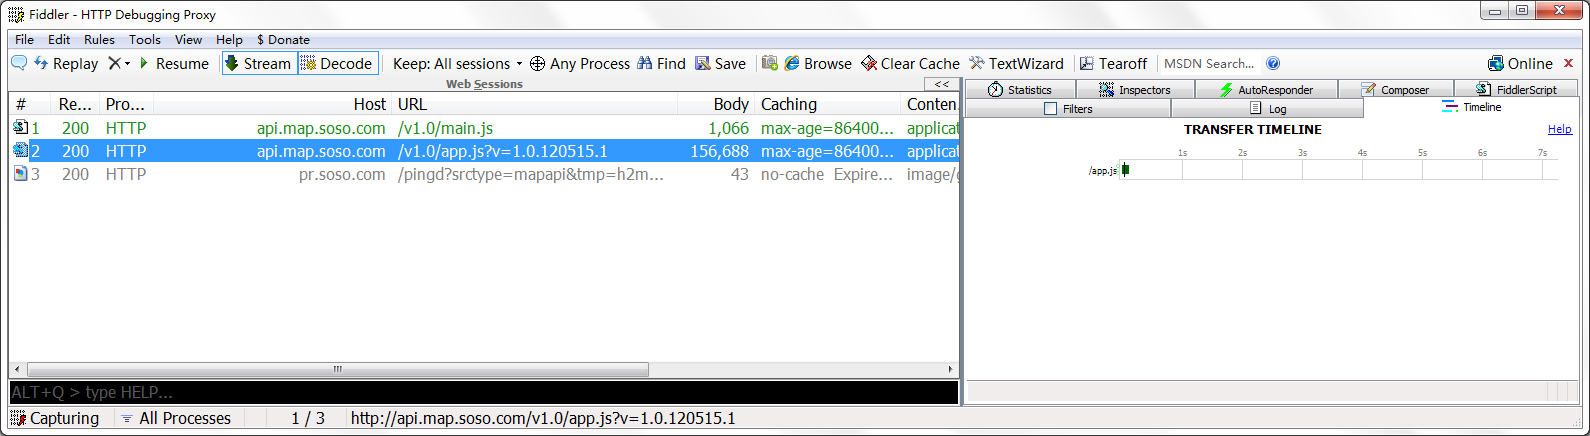 Fiddler - HTTP Debugging Proxy
File Edit Rules Tools View Help $ Donate
Replay Resume Stream Decode Keep: All sessions Any Process Find Save Browse Clear Cache TextWizard Tearoff MSDN Search... Online
Web Sessions <<
# Re... Pro... Host URL Body Caching Conten
1 200 HTTP api.map.soso.com /v1.0/main.js 1,066 max-age=86400... applicat
2 200 HTTP api.map.soso.com /v1.0/app.js?v=1.0.120515.1 156,688 max-age=86400... applicat
3 200 HTTP pr.soso.com /pingd?srctype=mapapi&tmp=h2m... 43 no-cache Expire... image/g
ALT+Q > type HELP...
Capturing All Processes 1 / 3 http://api.map.soso.com/v1.0/app.js?v=1.0.120515.1
Statistics Inspectors AutoResponder Composer FiddlerScript
Filters Log Timeline
TRANSFER TIMELINE Help
1s 2s 3s 4s 5s 6s 7s
/app.js